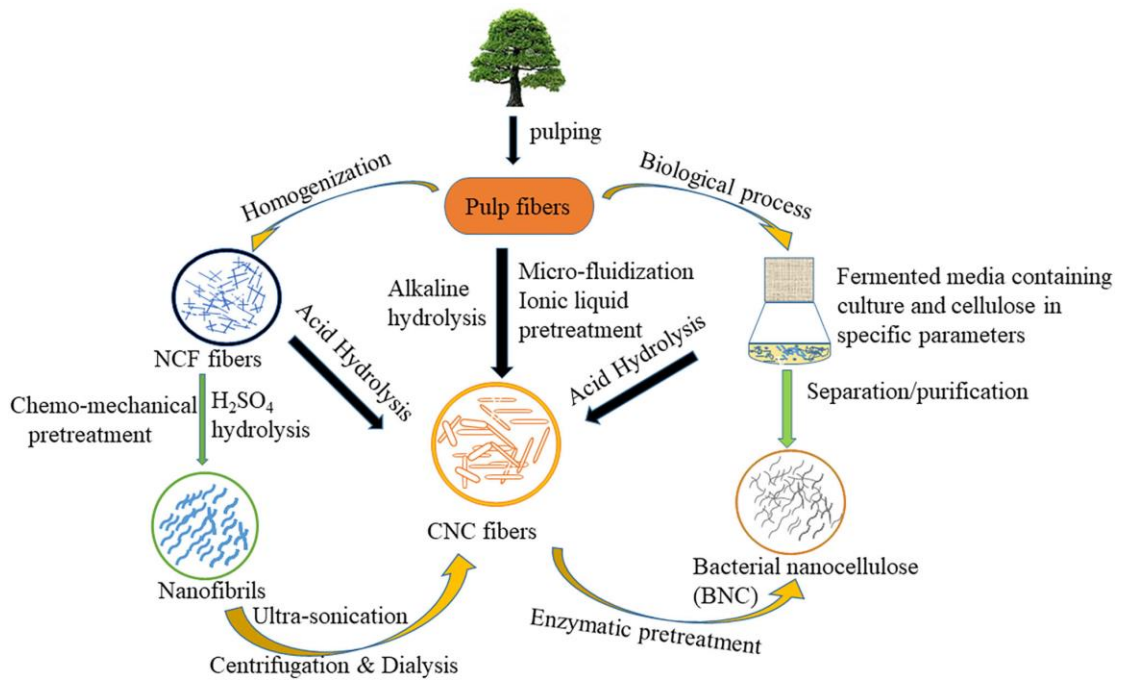 pulping
Homogenization
Biological process
Pulp fibers
Alkaline
hydrolysis
Micro-fluidization
Ionic liquid
pretreatment
Fermented media containing
culture and cellulose in
specific parameters
NCF fibers
Acid Hydrolysis
Acid Hydrolysis
Chemo-mechanical
pretreatment
H₂SO₄
hydrolysis
Separation/purification
CNC fibers
Nanofibrils
Bacterial nanocellulose
(BNC)
Ultra-sonication
Centrifugation & Dialysis
Enzymatic pretreatment